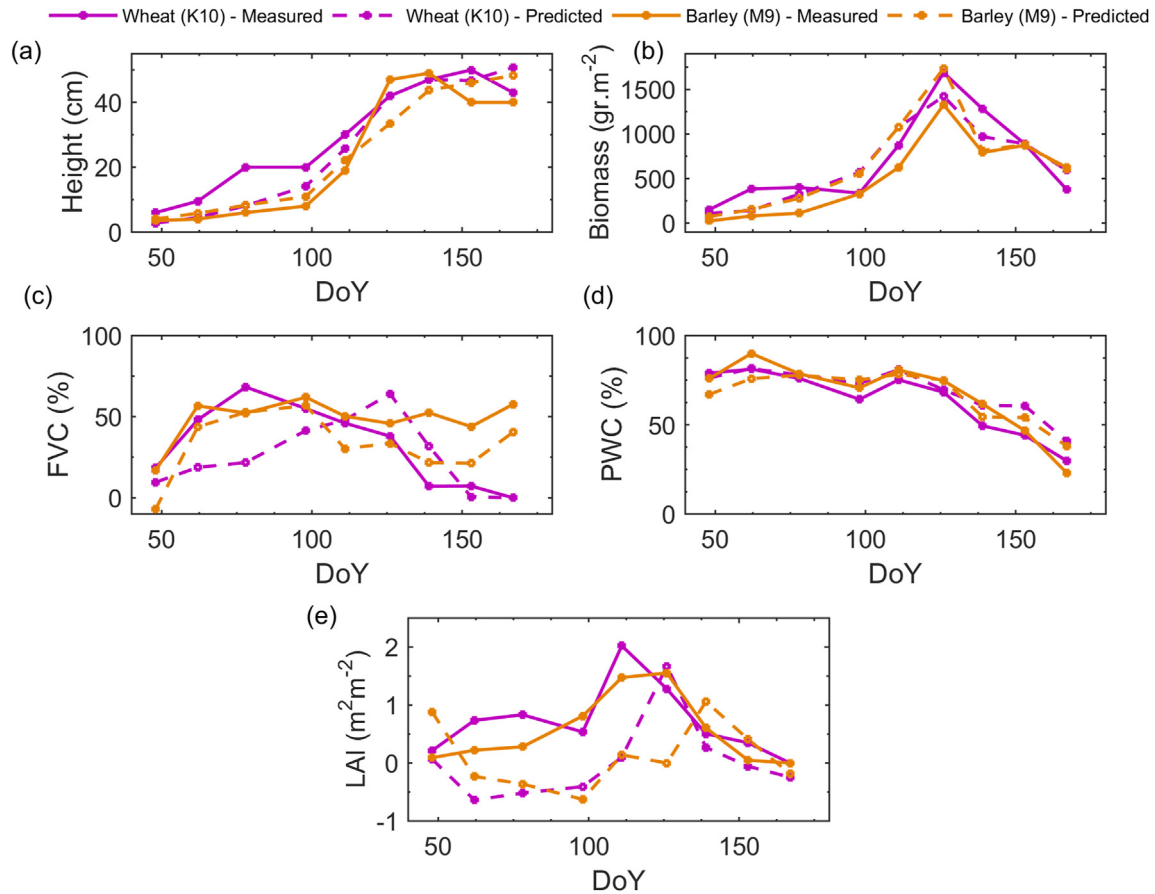 Wheat (K10) - Measured Wheat (K10) - Predicted Barley (M9) - Measured Barley (M9) - Predicted
(a)
Height (cm)
40
20
0
50 100 150
DoY
(b)
Biomass (gr.m-2)
1500
1000
500
0
50 100 150
DoY
(c)
FVC (%)
100
50
0
50 100 150
DoY
(d)
PWC (%)
100
50
0
50 100 150
DoY
(e)
LAI (m2m-2)
2
1
0
-1
50 100 150
DoY